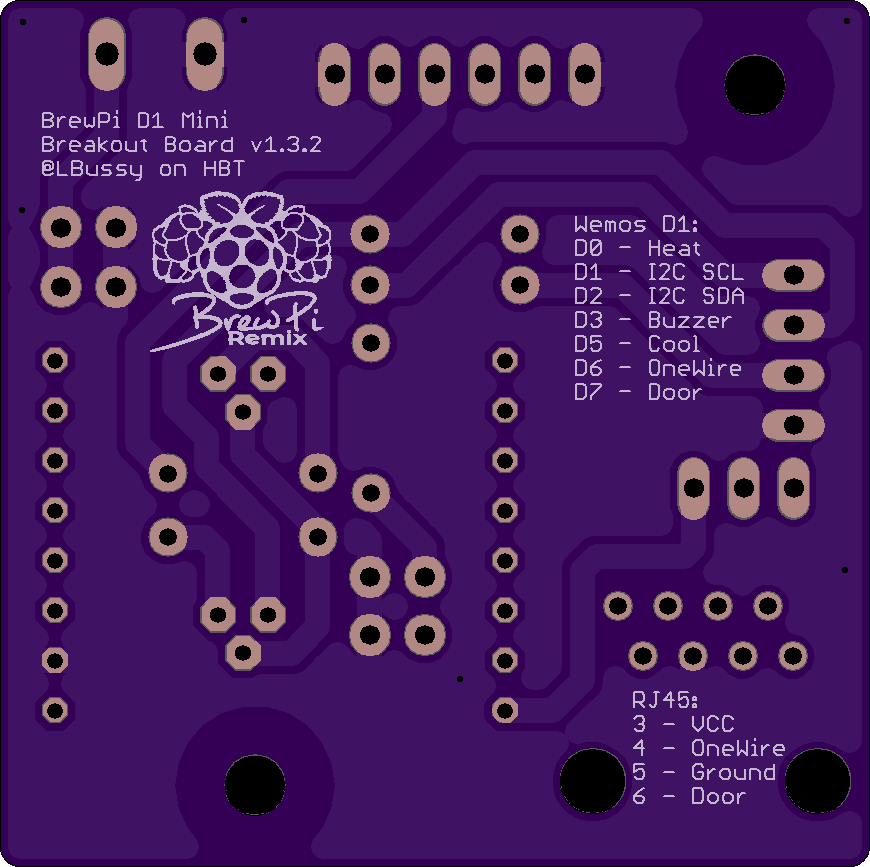 BrewPi D1 Mini
Breakout Board v1.3.2
@LBussy on HBT
BrewPi
Remix
Wemos D1:
D0 - Heat
D1 - I2C SCL
D2 - I2C SDA
D3 - Buzzer
D5 - Cool
D6 - OneWire
D7 - Door
RJ45:
3 - VCC
4 - OneWire
5 - Ground
6 - Door